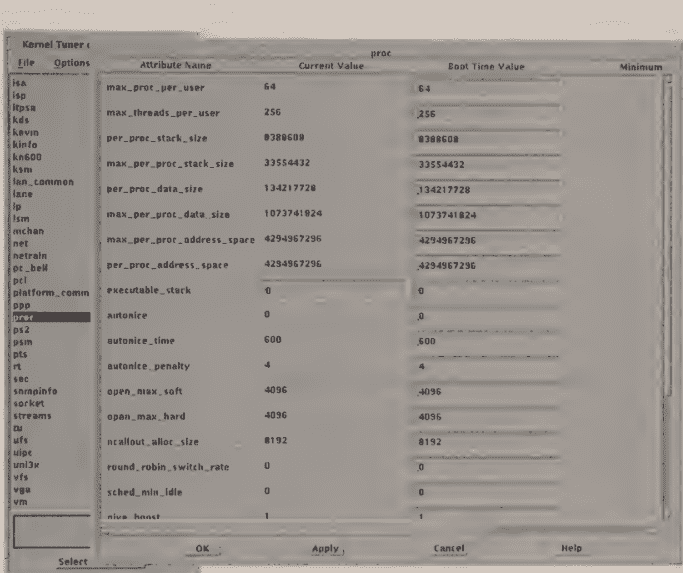 Kernel Tuner
proc
File Options
Attribute Name Current Value Boot Time Value Minimum
isa
isp
itpsa
kds
kevm
kinfo
kn600
ksm
lan_common
lane
lp
lsm
mchan
net
netrain
pc_bell
pci
platform_comm
ppp
proc
ps2
psm
pts
rt
sec
snmpinfo
socket
streams
tu
ufs
uipc
uni3x
vfs
vga
vm
max_proc_per_user 64 64
max_threads_per_user 256 256
per_proc_stack_size 8388608 8388608
max_per_proc_stack_size 33554432 33554432
per_proc_data_size 134217728 134217728
max_per_proc_data_size 1073741824 1073741824
max_per_proc_address_space 4294967296 4294967296
per_proc_address_space 4294967296 4294967296
executable_stack 0 0
autonice 0 0
autonice_time 600 600
autonice_penalty 4 4
open_max_soft 4096 4096
open_max_hard 4096 4096
ncallout_alloc_size 8192 8192
round_robin_switch_rate 0 0
sched_min_idle 0 0
give_boost 1 1
OK Apply Cancel Help
Select